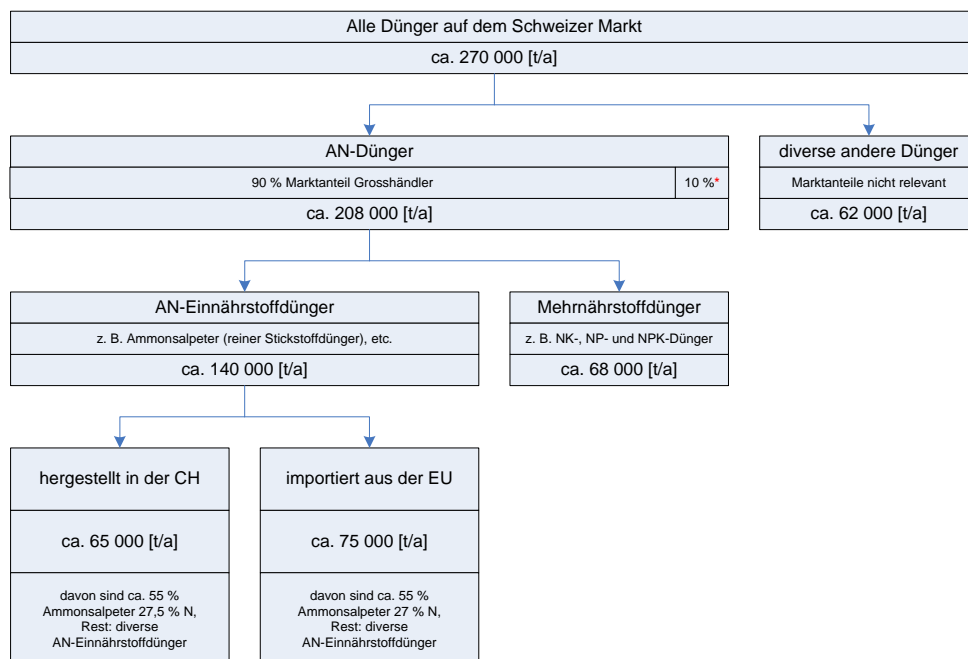 Alle Dünger auf dem Schweizer Markt
ca. 270 000 [t/a]
AN-Dünger
90 % Marktanteil Grosshändler
10 %*
ca. 208 000 [t/a]
diverse andere Dünger
Marktanteile nicht relevant
ca. 62 000 [t/a]
AN-Einnährstoffdünger
z. B. Ammonsalpeter (reiner Stickstoffdünger), etc.
ca. 140 000 [t/a]
Mehrnährstoffdünger
z. B. NK-, NP- und NPK-Dünger
ca. 68 000 [t/a]
hergestellt in der CH
ca. 65 000 [t/a]
davon sind ca. 55 %
Ammonsalpeter 27,5 % N,
Rest: diverse
AN-Einnährstoffdünger
importiert aus der EU
ca. 75 000 [t/a]
davon sind ca. 55 %
Ammonsalpeter 27 % N,
Rest: diverse
AN-Einnährstoffdünger